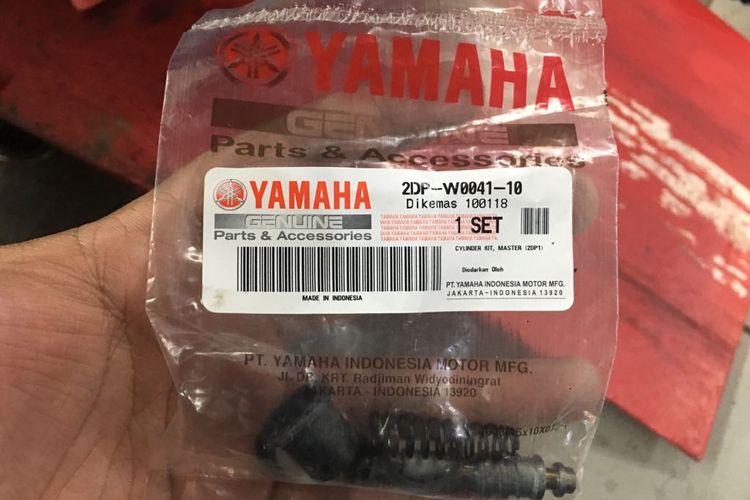 YAMAHA
GENUINE
Parts & Accessories
YAMAHA
GENUINE
Parts & Accessories
2DP-W0041-10
Dikemas 100118
1 SET
CYLINDER KIT, MASTER (2DP1)
Diedarkan Oleh
PT.YAMAHA INDONESIA MOTOR MFG.
JAKARTA-INDONESIA 13920
MADE IN INDONESIA
PT. YAMAHA INDONESIA MOTOR MFG.
JL. DR. KRT. Radjiman Widyodiningrat
JAKARTA - INDONESIA 13920